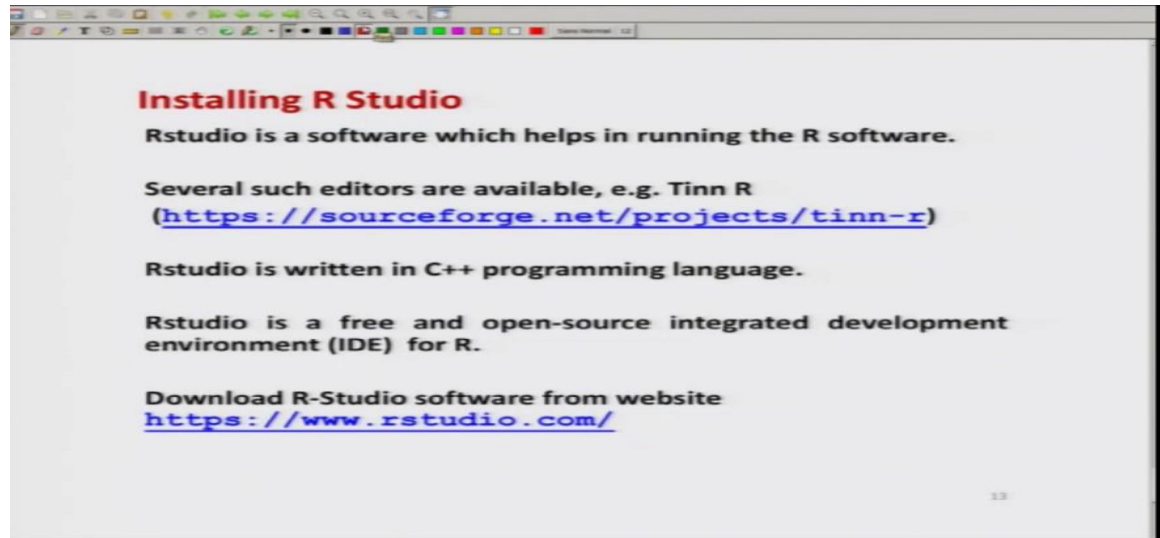 Installing R Studio
Rstudio is a software which helps in running the R software.
Several such editors are available, e.g. Tinn R
(https://sourceforge.net/projects/tinn-r)
Rstudio is written in C++ programming language.
Rstudio is a free and open-source integrated development
environment (IDE) for R.
Download R-Studio software from website
https://www.rstudio.com/
13